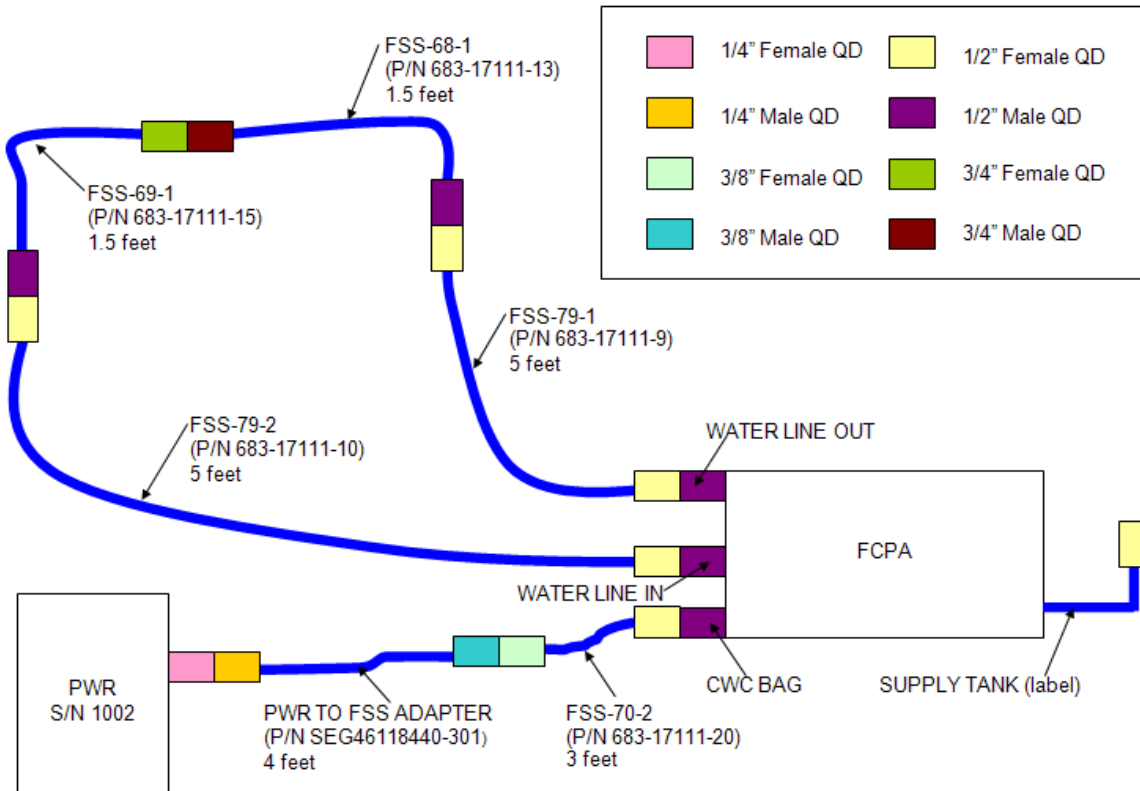 FSS-68-1
(P/N 683-17111-13)
1.5 feet
1/4” Female QD
1/2” Female QD
1/4” Male QD
1/2” Male QD
3/8” Female QD
3/4” Female QD
3/8” Male QD
3/4” Male QD
FSS-69-1
(P/N 683-17111-15)
1.5 feet
FSS-79-1
(P/N 683-17111-9)
5 feet
FSS-79-2
(P/N 683-17111-10)
5 feet
WATER LINE OUT
FCPA
WATER LINE IN
PWR
S/N 1002
CWC BAG
SUPPLY TANK (label)
PWR TO FSS ADAPTER
(P/N SEG46118440-301)
4 feet
FSS-70-2
(P/N 683-17111-20)
3 feet